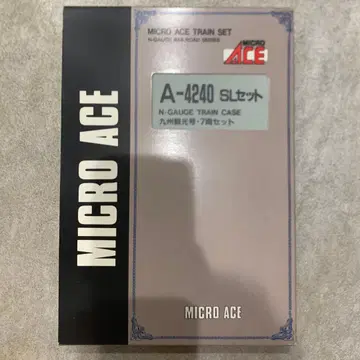 MICRO ACE TRAIN SET
N-GAUGE RAILROAD SERIES
MICRO
ACE
A-4240 SLセット
N-GAUGE TRAIN CASE
九州観光号・7両セット
MICRO ACE
MICRO ACE